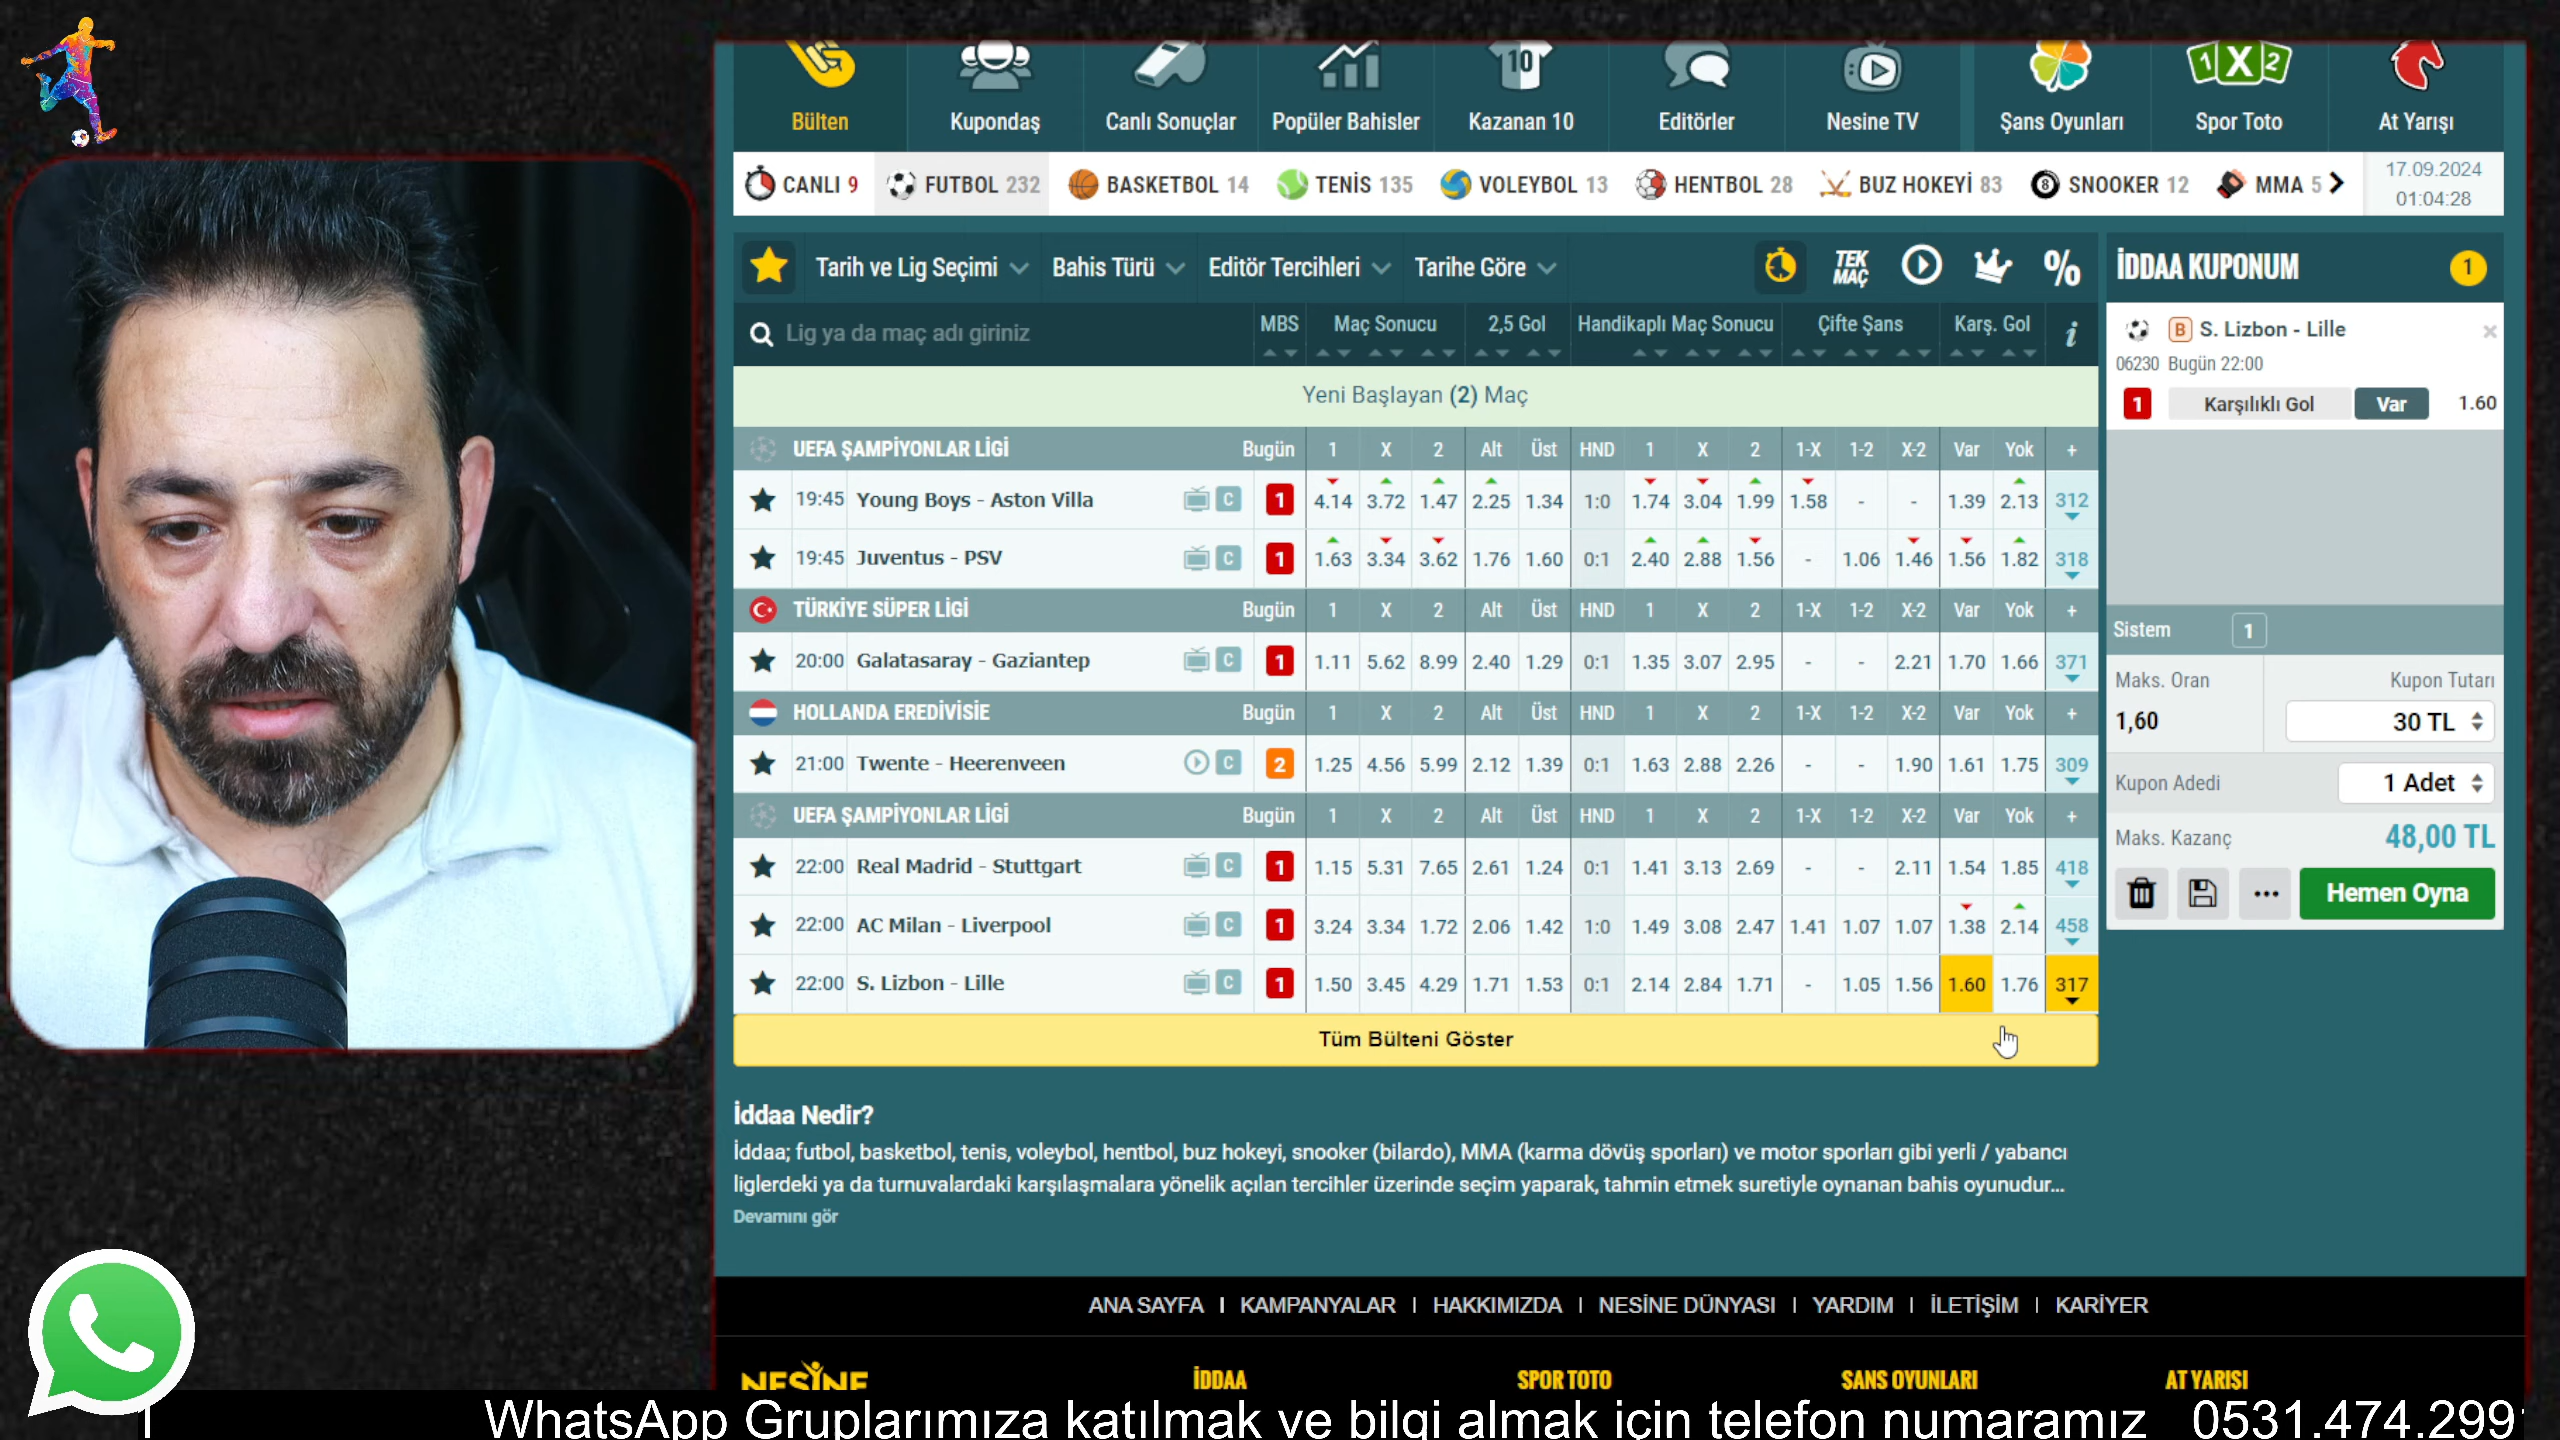 Bülten Kupondaş Canlı Sonuçlar Popüler Bahisler Kazanan 10 Editörler Nesine TV Şans Oyunları Spor Toto At Yarışı
10 1 X 2
CANLI 9 FUTBOL 232 BASKETBOL 14 TENİS 135 VOLEYBOL 13 HENTBOL 28 BUZ HOKEYİ 83 SNOOKER 12 MMA 5
17.09.2024
01:04:28
Tarih ve Lig Seçimi Bahis Türü Editör Tercihleri Tarihe Göre TEK MAÇ %
Lig ya da maç adı giriniz MBS Maç Sonucu 2,5 Gol Handikaplı Maç Sonucu Çifte Şans Karş. Gol i
Yeni Başlayan (2) Maç
UEFA ŞAMPİYONLAR LİGİ Bugün 1 X 2 Alt Üst HND 1 X 2 1-X 1-2 X-2 Var Yok +
19:45 Young Boys - Aston Villa C 1 4.14 3.72 1.47 2.25 1.34 1:0 1.74 3.04 1.99 1.58 - - 1.39 2.13 312
19:45 Juventus - PSV C 1 1.63 3.34 3.62 1.76 1.60 0:1 2.40 2.88 1.56 - 1.06 1.46 1.56 1.82 318
TÜRKİYE SÜPER LİGİ Bugün 1 X 2 Alt Üst HND 1 X 2 1-X 1-2 X-2 Var Yok +
20:00 Galatasaray - Gaziantep C 1 1.11 5.62 8.99 2.40 1.29 0:1 1.35 3.07 2.95 - - 2.21 1.70 1.66 371
HOLLANDA EREDİVİSİE Bugün 1 X 2 Alt Üst HND 1 X 2 1-X 1-2 X-2 Var Yok +
21:00 Twente - Heerenveen C 2 1.25 4.56 5.99 2.12 1.39 0:1 1.63 2.88 2.26 - - 1.90 1.61 1.75 309
UEFA ŞAMPİYONLAR LİGİ Bugün 1 X 2 Alt Üst HND 1 X 2 1-X 1-2 X-2 Var Yok +
22:00 Real Madrid - Stuttgart C 1 1.15 5.31 7.65 2.61 1.24 0:1 1.41 3.13 2.69 - - 2.11 1.54 1.85 418
22:00 AC Milan - Liverpool C 1 3.24 3.34 1.72 2.06 1.42 1:0 1.49 3.08 2.47 1.41 1.07 1.07 1.38 2.14 458
22:00 S. Lizbon - Lille C 1 1.50 3.45 4.29 1.71 1.53 0:1 2.14 2.84 1.71 - 1.05 1.56 1.60 1.76 317
Tüm Bülteni Göster
İDDAA KUPONUM 1
B S. Lizbon - Lille
06230 Bugün 22:00
1 Karşılıklı Gol Var 1.60
Sistem 1
Maks. Oran Kupon Tutarı
1,60 30 TL
Kupon Adedi 1 Adet
Maks. Kazanç 48,00 TL
Hemen Oyna
İddaa Nedir?
İddaa; futbol, basketbol, tenis, voleybol, hentbol, buz hokeyi, snooker (bilardo), MMA (karma dövüş sporları) ve motor sporları gibi yerli / yabancı
liglerdeki ya da turnuvalardaki karşılaşmalara yönelik açılan tercihler üzerinde seçim yaparak, tahmin etmek suretiyle oynanan bahis oyunudur...
Devamını gör
ANA SAYFA I KAMPANYALAR I HAKKIMIZDA I NESİNE DÜNYASI I YARDIM I İLETİŞİM I KARİYER
NESİNE İDDAA SPOR TOTO ŞANS OYUNLARI AT YARIŞI
WhatsApp Gruplarımıza katılmak ve bilgi almak için telefon numaramız 0531.474.299